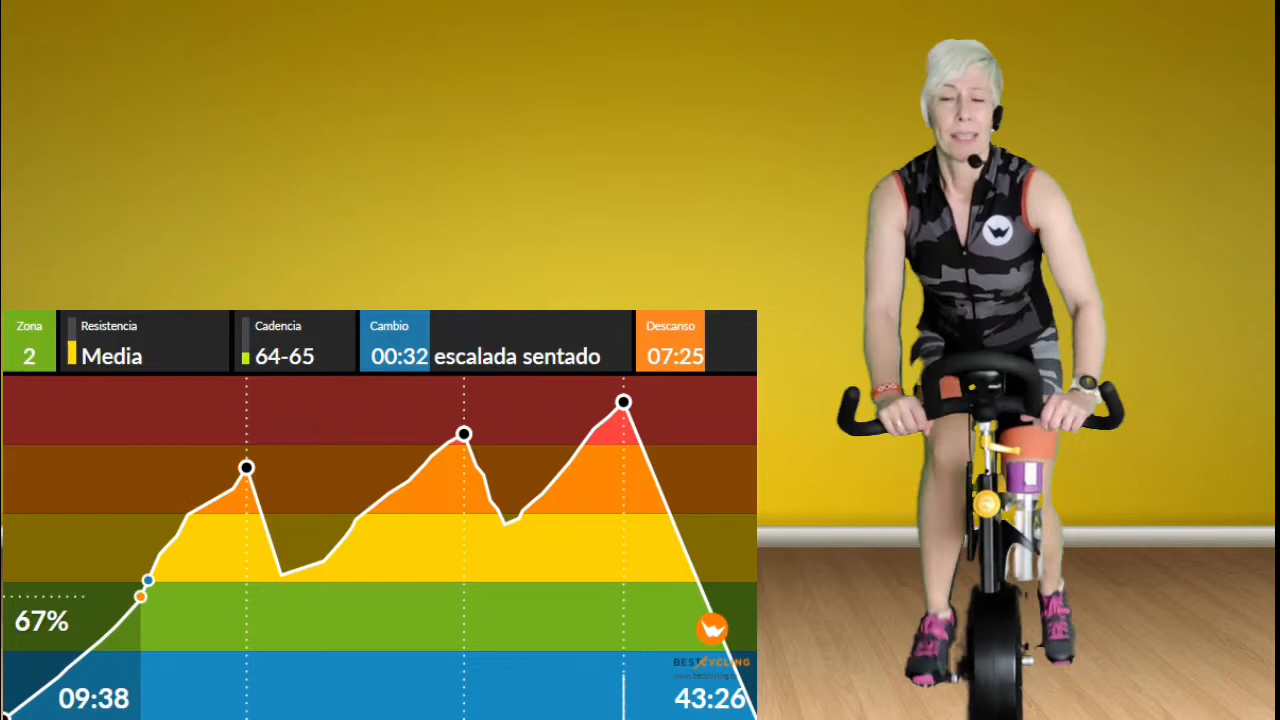 Zona
2
Resistencia
Media
Cadencia
64-65
Cambio
00:32 escalada sentado
Descanso
07:25
67%
09:38
BESTCYCLING
43:26